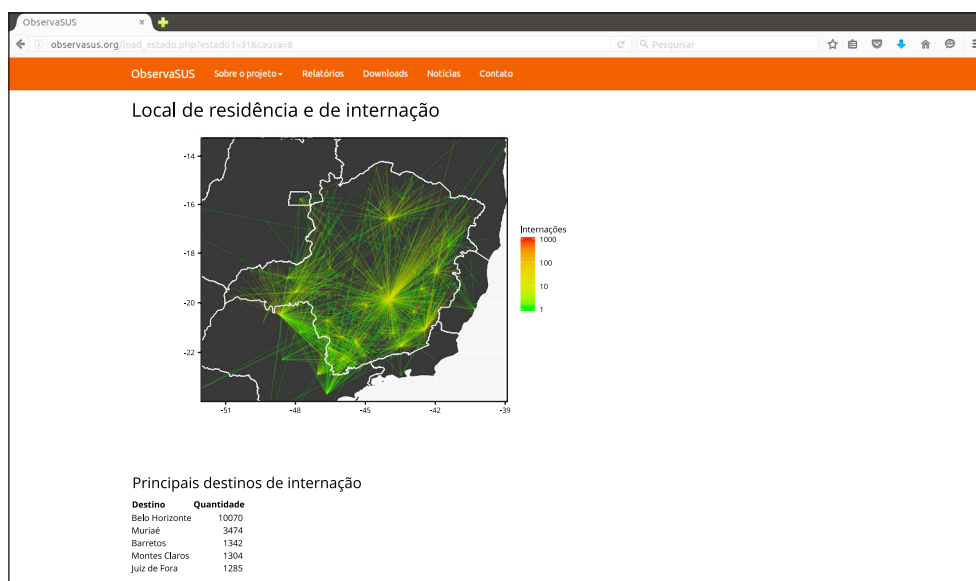 ObservaSUS ×
observasus.org/load_estado.php?estado1=31&causa=8 Pesquisar
ObservaSUS Sobre o projeto Relatórios Downloads Notícias Contato
Local de residência e de internação
-14
-16
-18
-20
-22
-51 -48 -45 -42 -39
Internações
1000
100
10
1
Principais destinos de internação
Destino Quantidade
Belo Horizonte 10070
Muriaé 3474
Barretos 1342
Montes Claros 1304
Juiz de Fora 1285